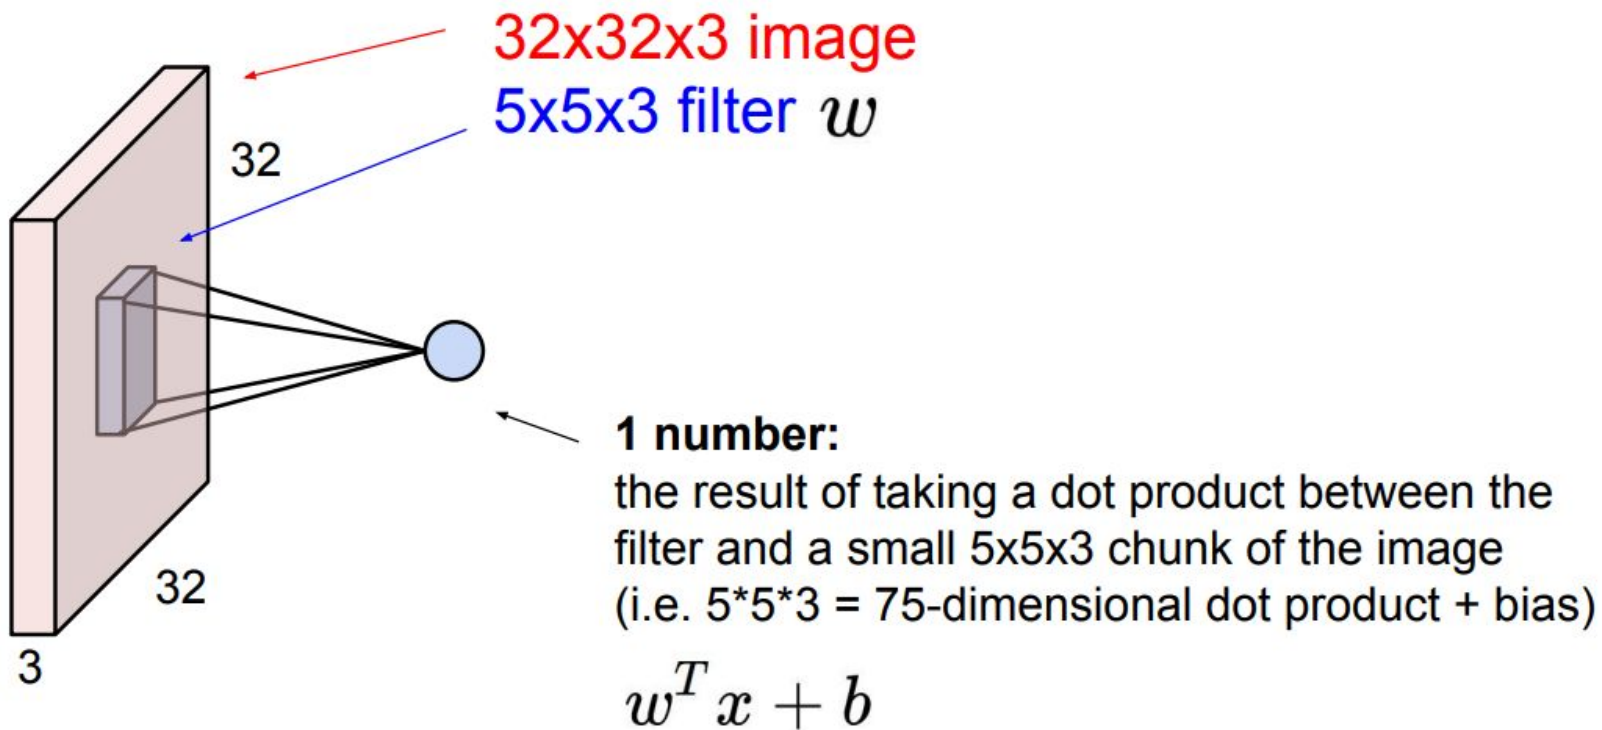 32x32x3 image
5x5x3 filter w
32
32
3
1 number:
the result of taking a dot product between the
filter and a small 5x5x3 chunk of the image
(i.e. 5*5*3 = 75-dimensional dot product + bias)
w^T x + b